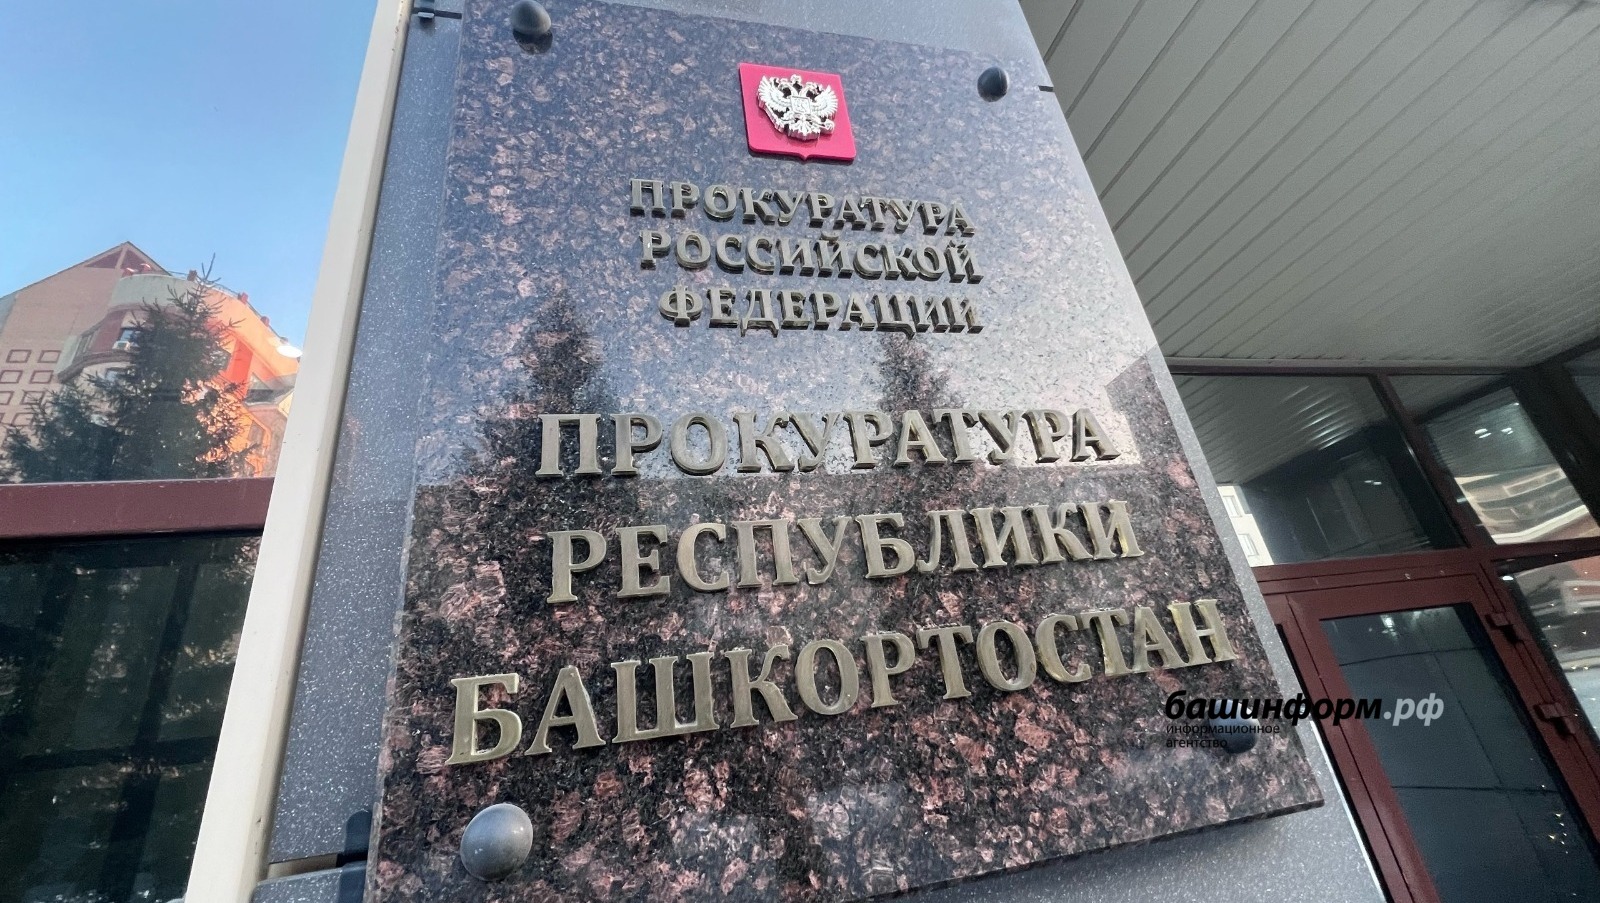 ПРОКУРАТУРА
РОССИЙСКОЙ
ФЕДЕРАЦИИ
ПРОКУРАТУРА
РЕСПУБЛИКИ
БАШКОРТОСТАН
башинформ.рф
информационное
агентство